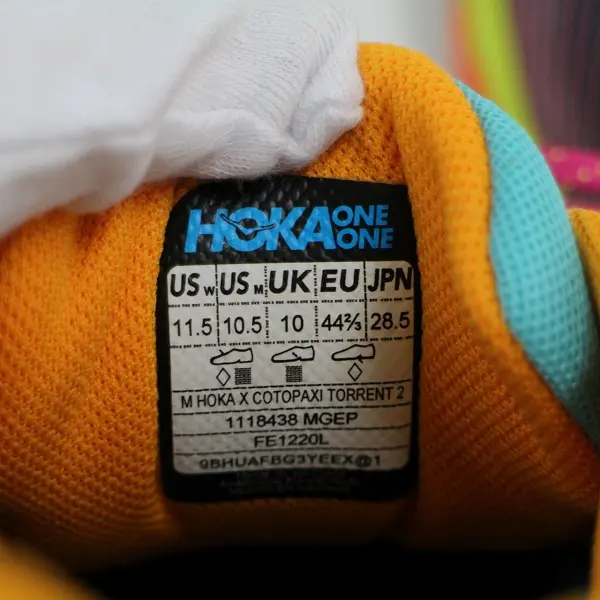 HOKA ONE ONE
US W US M UK EU JPN
11.5 10.5 10 44⅔ 28.5
M HOKA X COTOPAXI TORRENT 2
1118438 MGEP
FE1220L
9BHUAFBG3YEEX@1